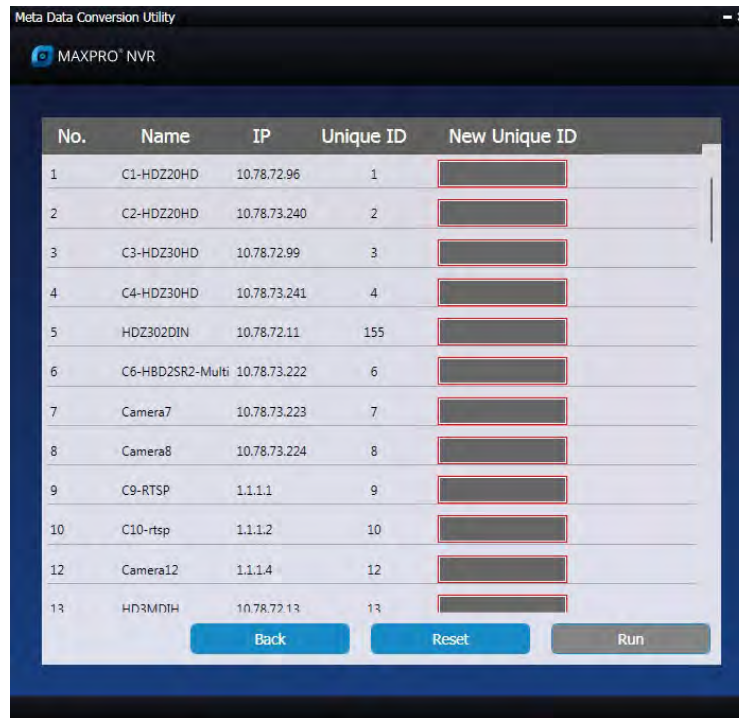 Meta Data Conversion Utility
MAXPRO® NVR
No. Name IP Unique ID New Unique ID
1 C1-HDZ20HD 10.78.72.96 1
2 C2-HDZ20HD 10.78.73.240 2
3 C3-HDZ30HD 10.78.72.99 3
4 C4-HDZ30HD 10.78.73.241 4
5 HDZ302DIN 10.78.72.11 155
6 C6-HBD2SR2-Multi 10.78.73.222 6
7 Camera7 10.78.73.223 7
8 Camera8 10.78.73.224 8
9 C9-RTSP 1.1.1.1 9
10 C10-rtsp 1.1.1.2 10
12 Camera12 1.1.1.4 12
13 HD3MDIH 10.78.72.13 13
Back Reset Run